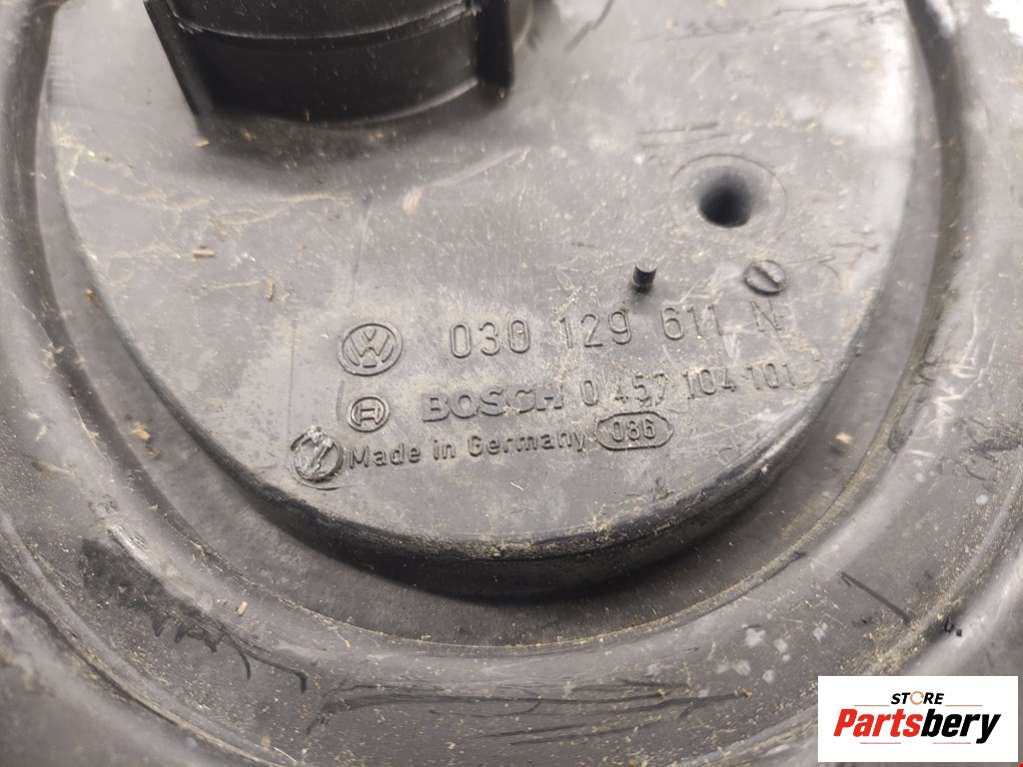 030 129 611 N
BOSCH 0 457 104 101
Made in Germany 086
STORE
Partsbery